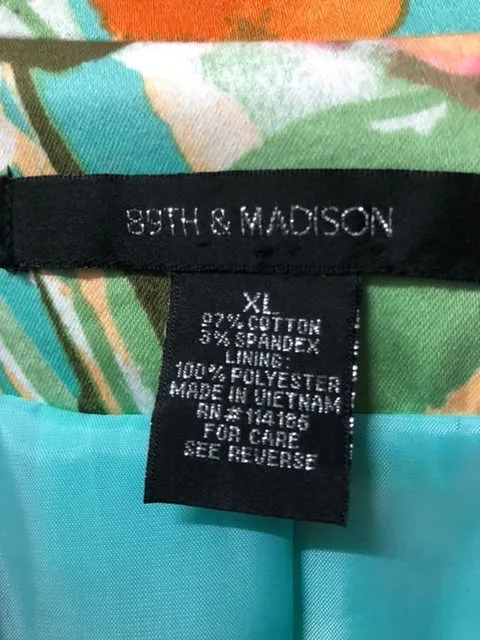 89TH & MADISON
XL
97% COTTON
3% SPANDEX
LINING:
100% POLYESTER
MADE IN VIETNAM
RN# 114185
FOR CARE
SEE REVERSE